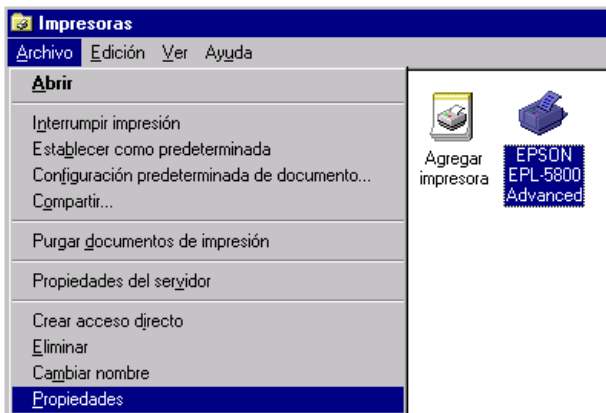 Impresoras
Archivo Edición Ver Ayuda
Abrir
Interrumpir impresión
Establecer como predeterminada
Configuración predeterminada de documento...
Compartir...
Purgar documentos de impresión
Propiedades del servidor
Crear acceso directo
Eliminar
Cambiar nombre
Propiedades
Agregar
impresora
EPSON
EPL-5800
Advanced